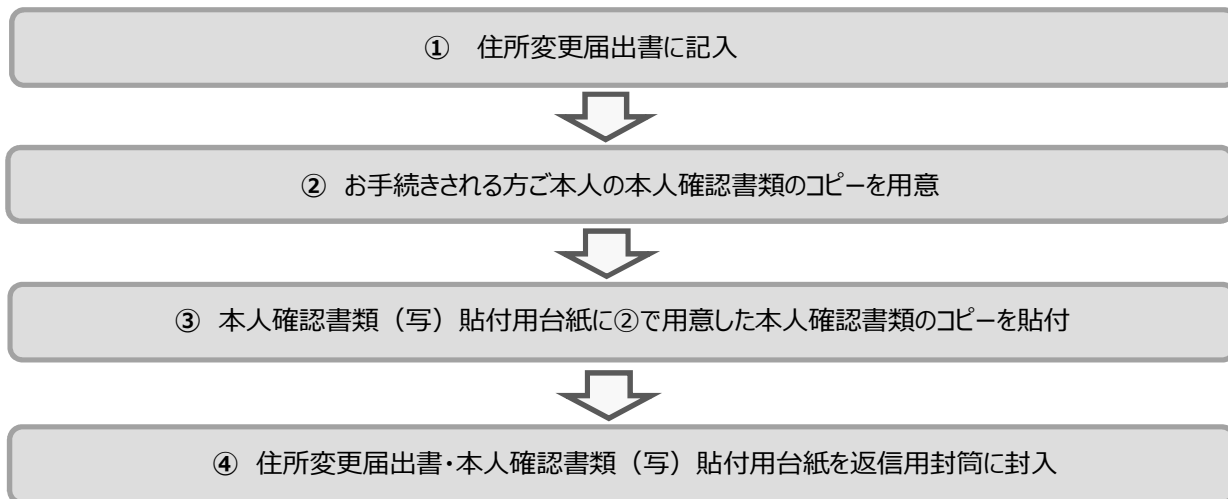 ① 住所変更届出書に記入
② お手続きされる方ご本人の本人確認書類のコピーを用意
③ 本人確認書類（写）貼付用台紙に②で用意した本人確認書類のコピーを貼付
④ 住所変更届出書・本人確認書類（写）貼付用台紙を返信用封筒に封入